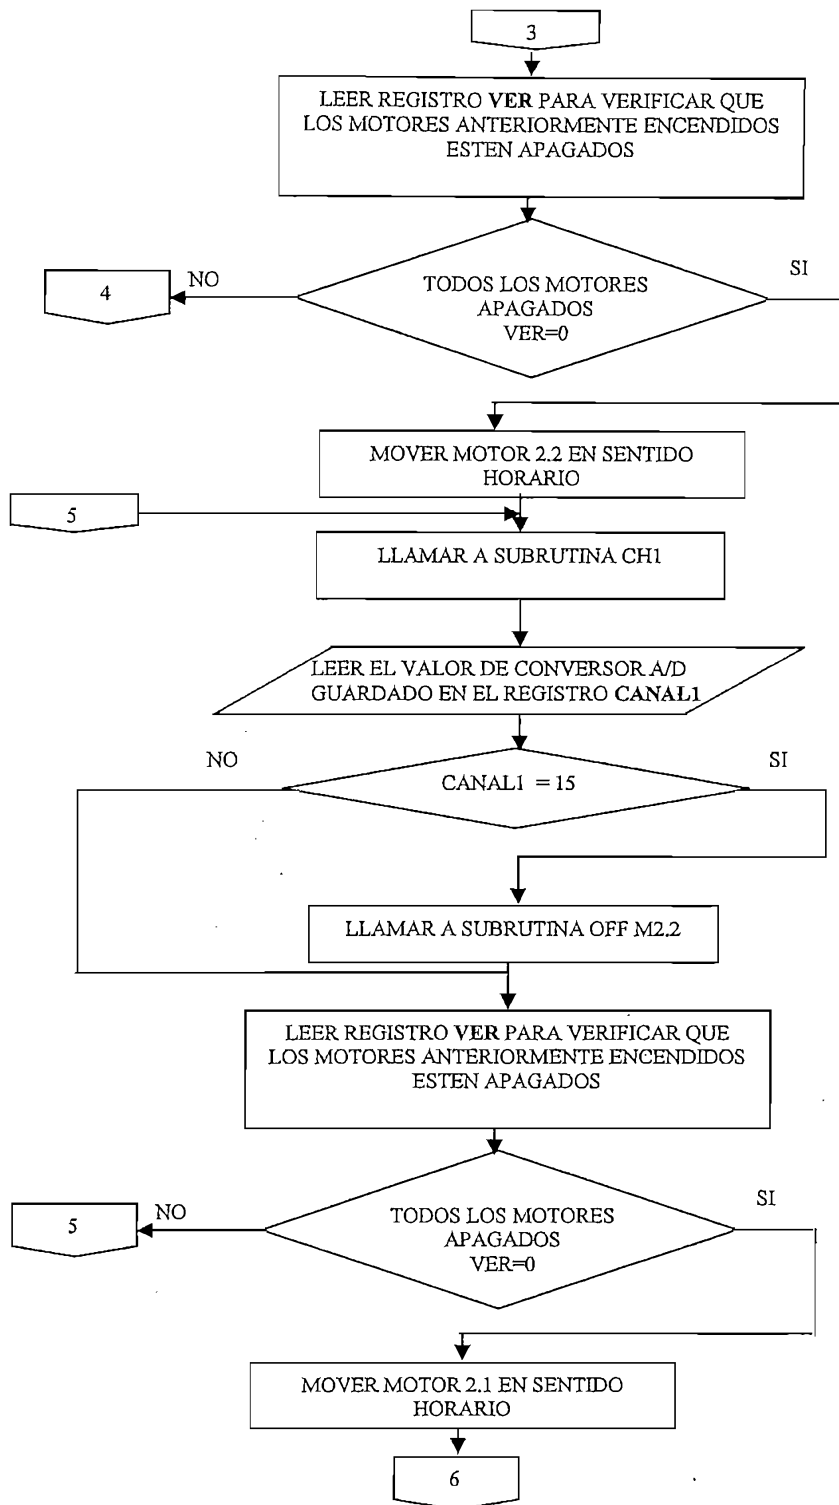 3
LEER REGISTRO VER PARA VERIFICAR QUE
LOS MOTORES ANTERIORMENTE ENCENDIDOS
ESTEN APAGADOS
NO
SI
4
TODOS LOS MOTORES
APAGADOS
VER=0
MOVER MOTOR 2.2 EN SENTIDO
HORARIO
5
LLAMAR A SUBRUTINA CH1
LEER EL VALOR DE CONVERSOR A/D
GUARDADO EN EL REGISTRO CANAL1
NO
SI
CANAL1 = 15
LLAMAR A SUBRUTINA OFF M2.2
LEER REGISTRO VER PARA VERIFICAR QUE
LOS MOTORES ANTERIORMENTE ENCENDIDOS
ESTEN APAGADOS
NO
SI
5
TODOS LOS MOTORES
APAGADOS
VER=0
MOVER MOTOR 2.1 EN SENTIDO
HORARIO
6